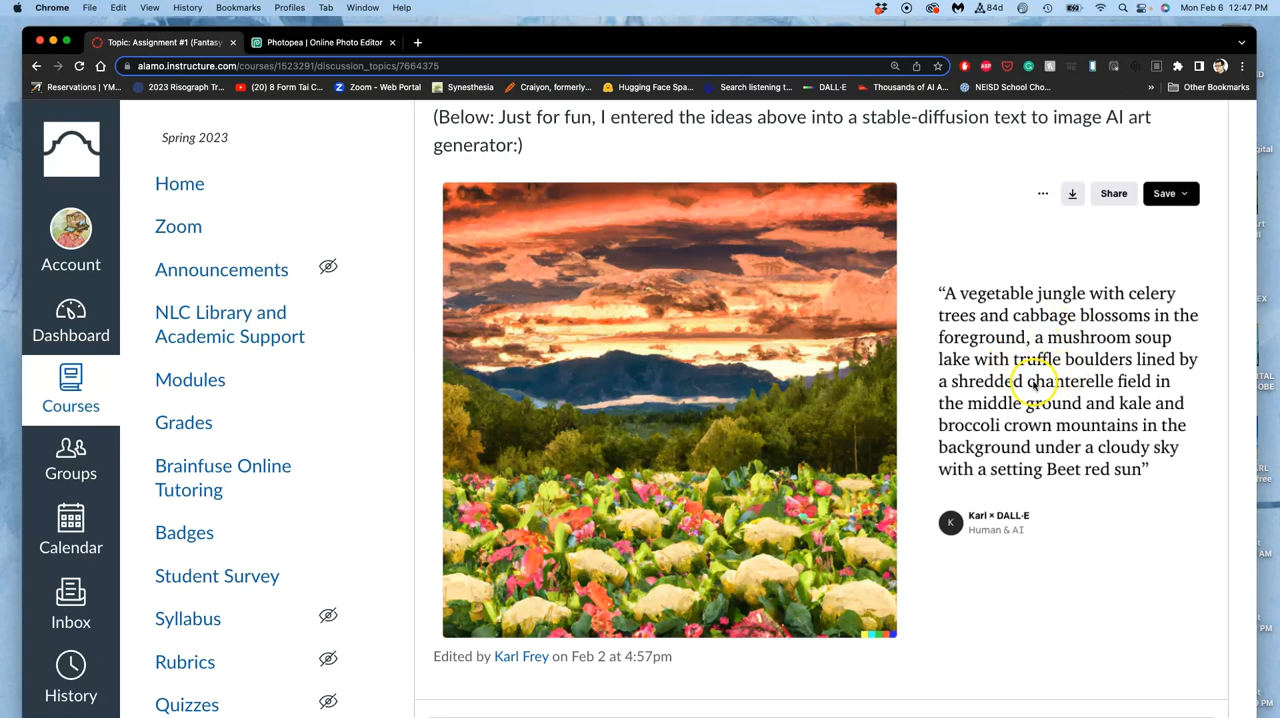 Chrome File Edit View History Bookmarks Profiles Tab Window Help
84d
Mon Feb 6 12:47 PM
Topic: Assignment #1 (Fantasy
Photopea | Online Photo Editor
alamo.instructure.com/courses/1523291/discussion_topics/7664375
Reservations | YM...
2023 Risograph Tr...
(20) 8 Form Tai C...
Zoom - Web Portal
Synesthesia
Craiyon, formerly...
Hugging Face Spa...
Search listening t...
DALL·E
Thousands of AI A...
NEISD School Cho...
»
Other Bookmarks
Account
Dashboard
Courses
Groups
Calendar
Inbox
History
Spring 2023
Home
Zoom
Announcements
NLC Library and
Academic Support
Modules
Grades
Brainfuse Online
Tutoring
Badges
Student Survey
Syllabus
Rubrics
Quizzes
(Below: Just for fun, I entered the ideas above into a stable-diffusion text to image AI art
generator:)
Share
Save
“A vegetable jungle with celery
trees and cabbage blossoms in the
foreground, a mushroom soup
lake with truffle boulders lined by
a shredded chanterelle field in
the middle ground and kale and
broccoli crown mountains in the
background under a cloudy sky
with a setting Beet red sun”
K
Karl × DALL·E
Human & AI
Edited by Karl Frey on Feb 2 at 4:57pm